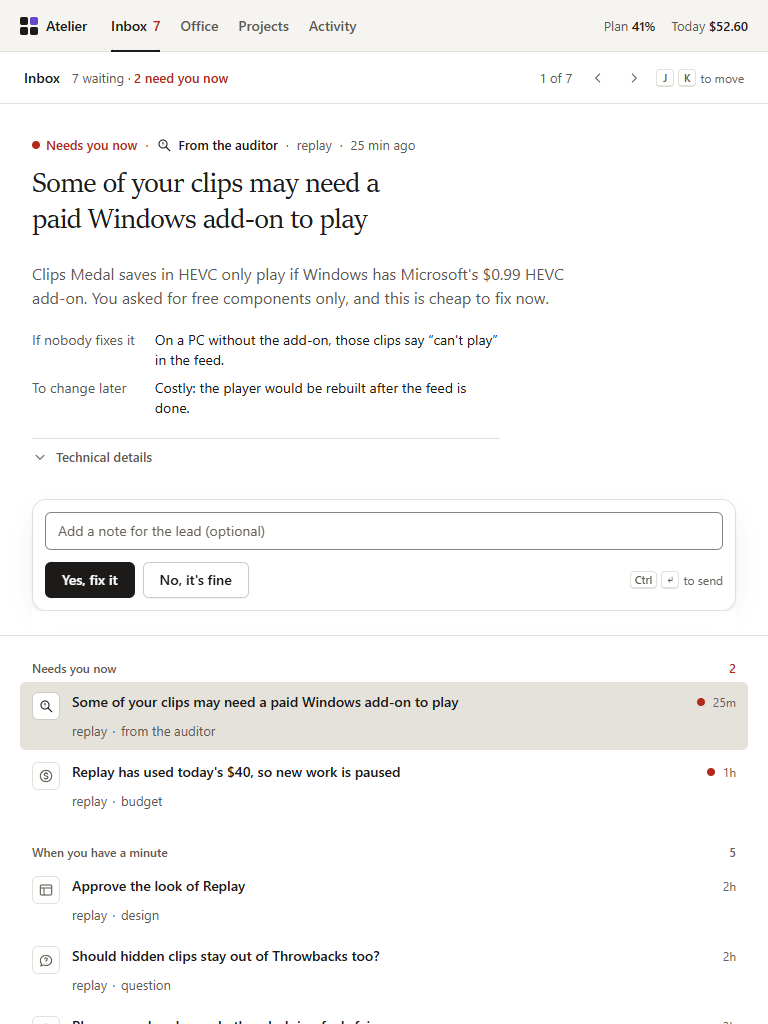 Atelier Inbox 7 Office Projects Activity Plan 41% Today $52.60
Inbox 7 waiting · 2 need you now 1 of 7 J K to move
Needs you now · From the auditor · replay · 25 min ago
Some of your clips may need a
paid Windows add-on to play
Clips Medal saves in HEVC only play if Windows has Microsoft's $0.99 HEVC
add-on. You asked for free components only, and this is cheap to fix now.
If nobody fixes it On a PC without the add-on, those clips say “can't play”
in the feed.
To change later Costly: the player would be rebuilt after the feed is
done.
Technical details
Add a note for the lead (optional)
Yes, fix it No, it's fine Ctrl ↵ to send
Needs you now 2
Some of your clips may need a paid Windows add-on to play 25m
replay · from the auditor
Replay has used today's $40, so new work is paused 1h
replay · budget
When you have a minute 5
Approve the look of Replay 2h
replay · design
Should hidden clips stay out of Throwbacks too? 2h
replay · question